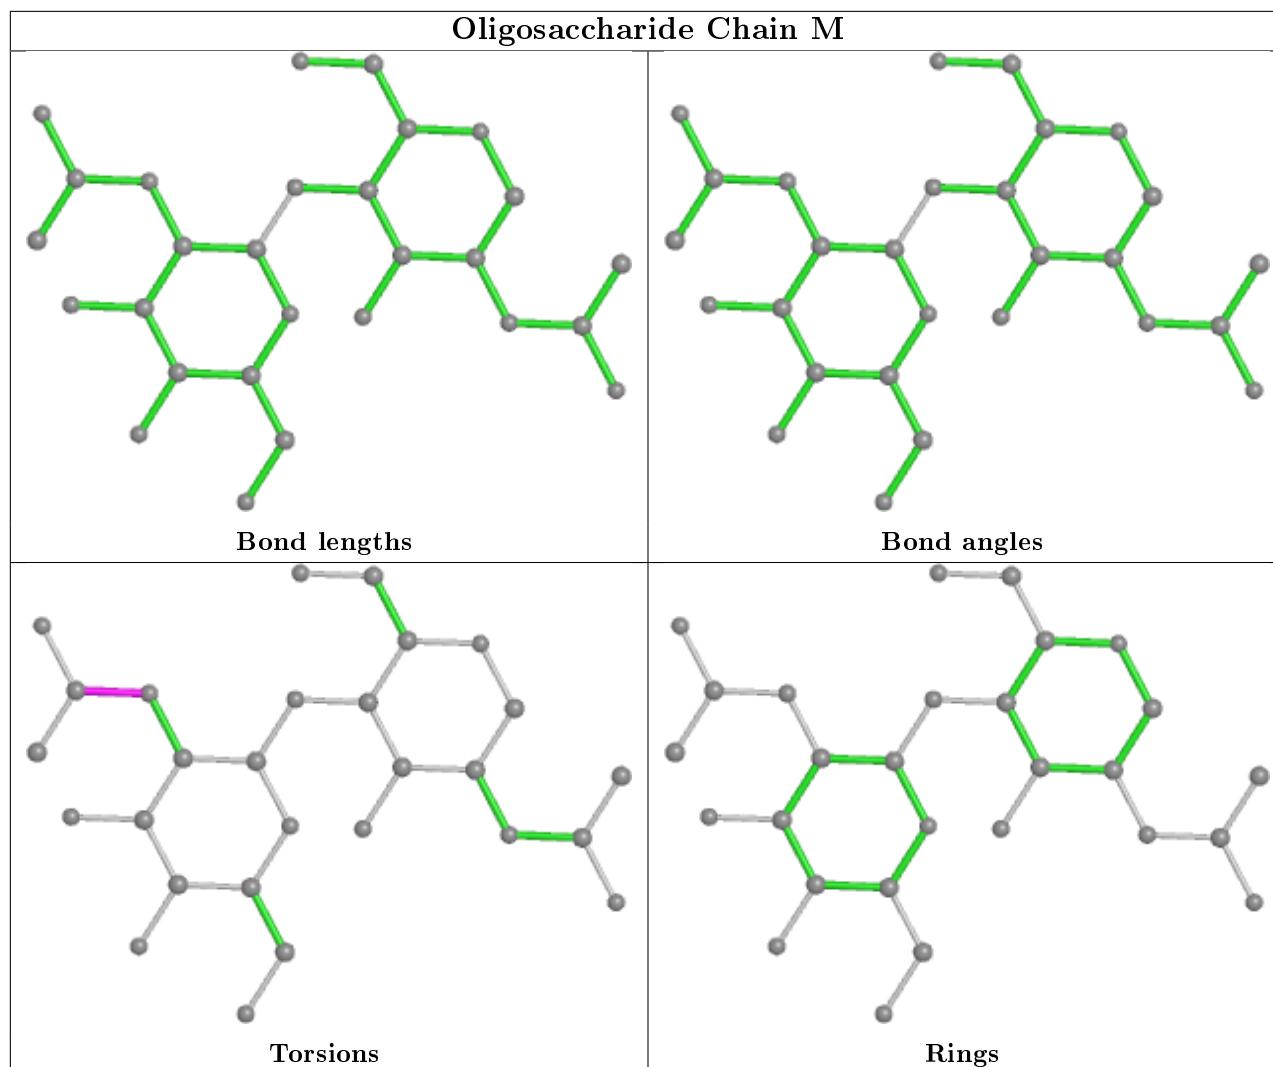 Oligosaccharide Chain M
Bond lengths
Bond angles
Torsions
Rings